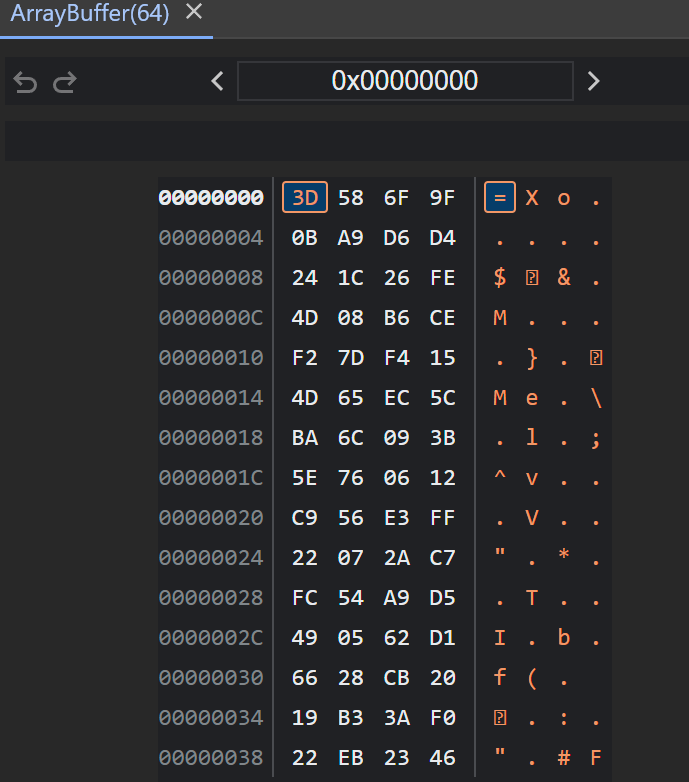 ArrayBuffer(64) ×
0x00000000
00000000 3D 58 6F 9F = X o .
00000004 0B A9 D6 D4 . . . .
00000008 24 1C 26 FE $ & .
0000000C 4D 08 B6 CE M . . .
00000010 F2 7D F4 15 . } .
00000014 4D 65 EC 5C M e . \
00000018 BA 6C 09 3B . l . ;
0000001C 5E 76 06 12 ^ v . .
00000020 C9 56 E3 FF . V . .
00000024 22 07 2A C7 " . * .
00000028 FC 54 A9 D5 . T . .
0000002C 49 05 62 D1 I . b .
00000030 66 28 CB 20 f ( .
00000034 19 B3 3A F0 . : .
00000038 22 EB 23 46 " . # F